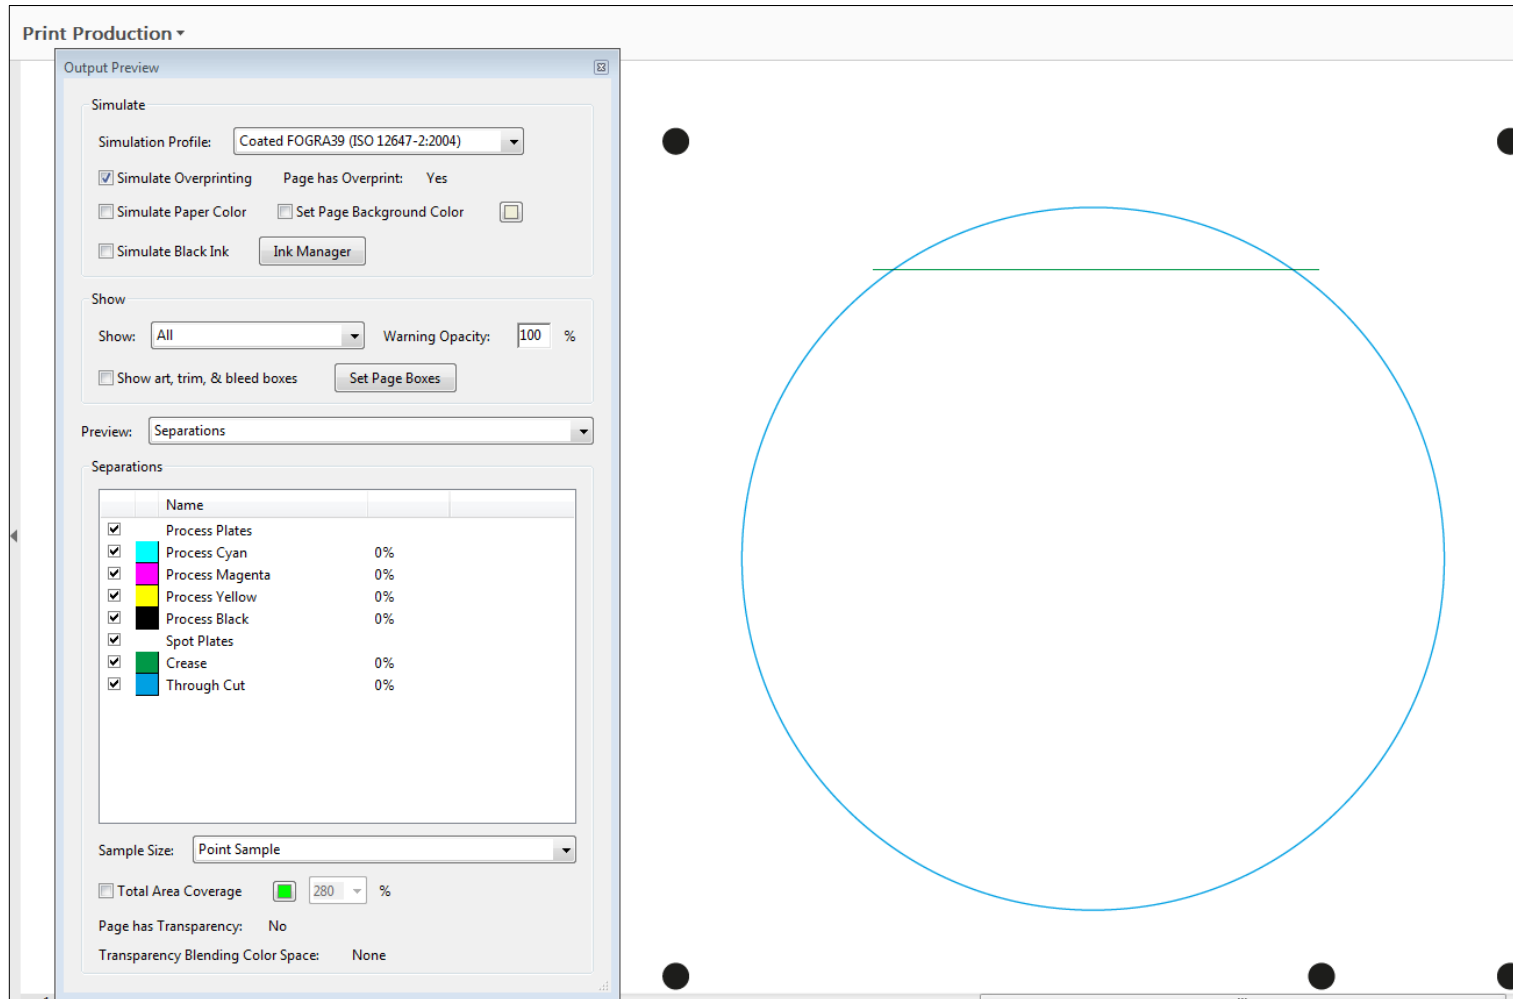 Print Production
Output Preview
Simulate
Simulation Profile: Coated FOGRA39 (ISO 12647-2:2004)
Simulate Overprinting Page has Overprint: Yes
Simulate Paper Color Set Page Background Color
Simulate Black Ink Ink Manager
Show
Show: All Warning Opacity: 100 %
Show art, trim, & bleed boxes Set Page Boxes
Preview: Separations
Separations
Name
Process Plates
Process Cyan 0%
Process Magenta 0%
Process Yellow 0%
Process Black 0%
Spot Plates
Crease 0%
Through Cut 0%
Sample Size: Point Sample
Total Area Coverage 280 %
Page has Transparency: No
Transparency Blending Color Space: None